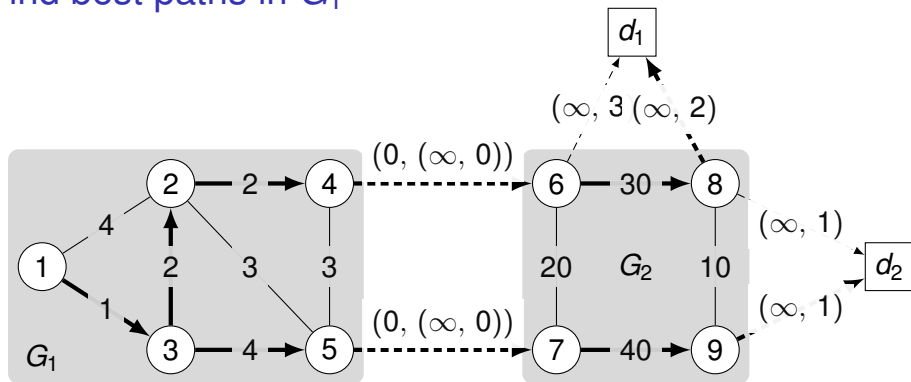 ind best paths in G₁
d₁
(∞, 3 (∞, 2)
(0, (∞, 0))
2 2 4 6 30 8
4 (∞, 1)
1 2 3 3 20 G₂ 10 d₂
1 (0, (∞, 0)) (∞, 1)
G₁ 3 4 5 7 40 9